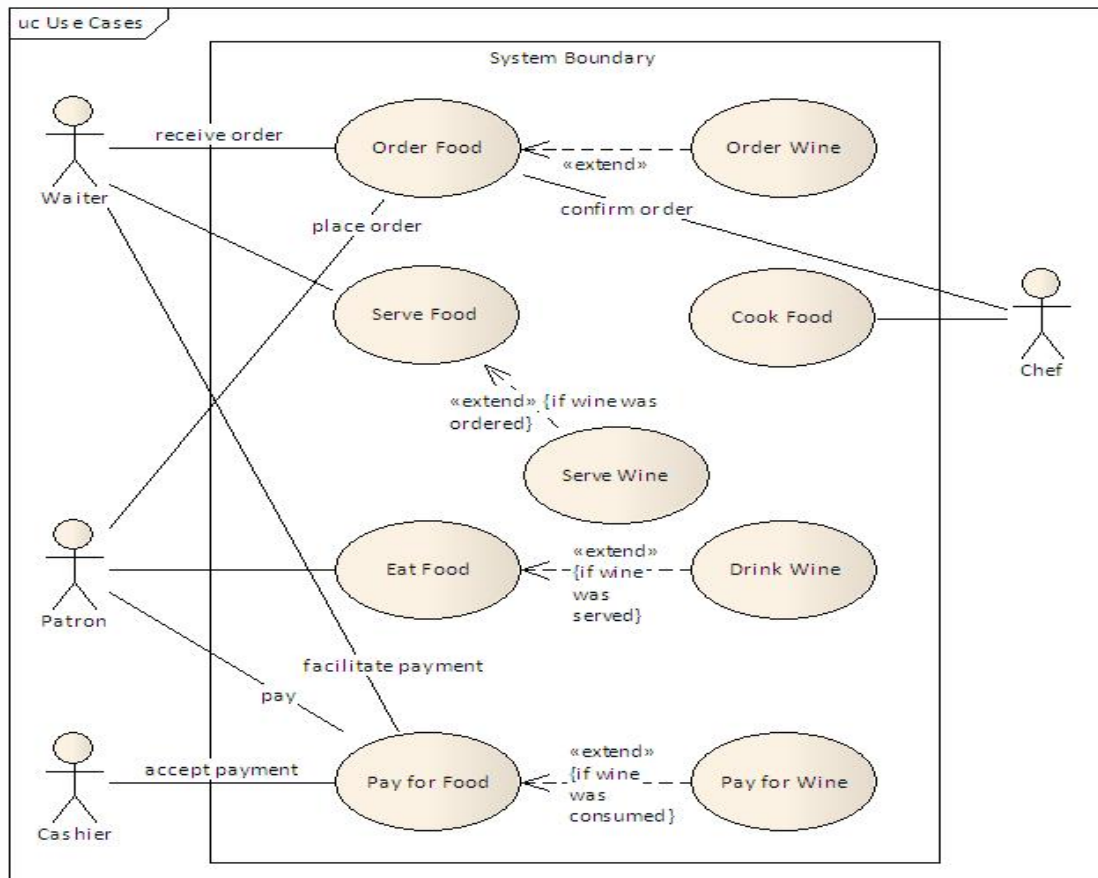 uc Use Cases
System Boundary
receive order
Order Food
Order Wine
«extend»
Waiter
confirm order
place order
Serve Food
Cook Food
Chef
«extend» {if wine was
ordered}
Serve Wine
«extend»
{if wine
was
served}
Eat Food
Drink Wine
Patron
facilitate payment
pay
accept payment
Pay for Food
«extend»
{if wine
was
consumed}
Pay for Wine
Cashier